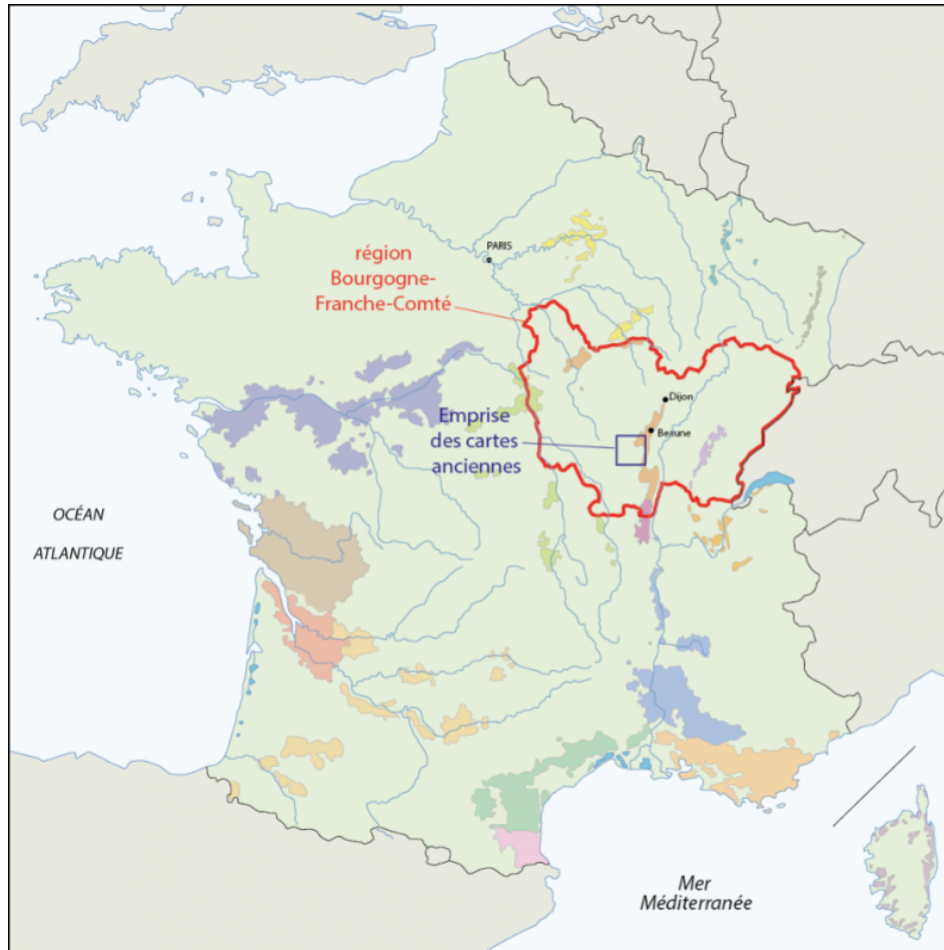 PARIS
région
Bourgogne-
Franche-Comté
Dijon
Emprise
des cartes
anciennes
Beaune
OCÉAN
ATLANTIQUE
Mer
Méditerranée